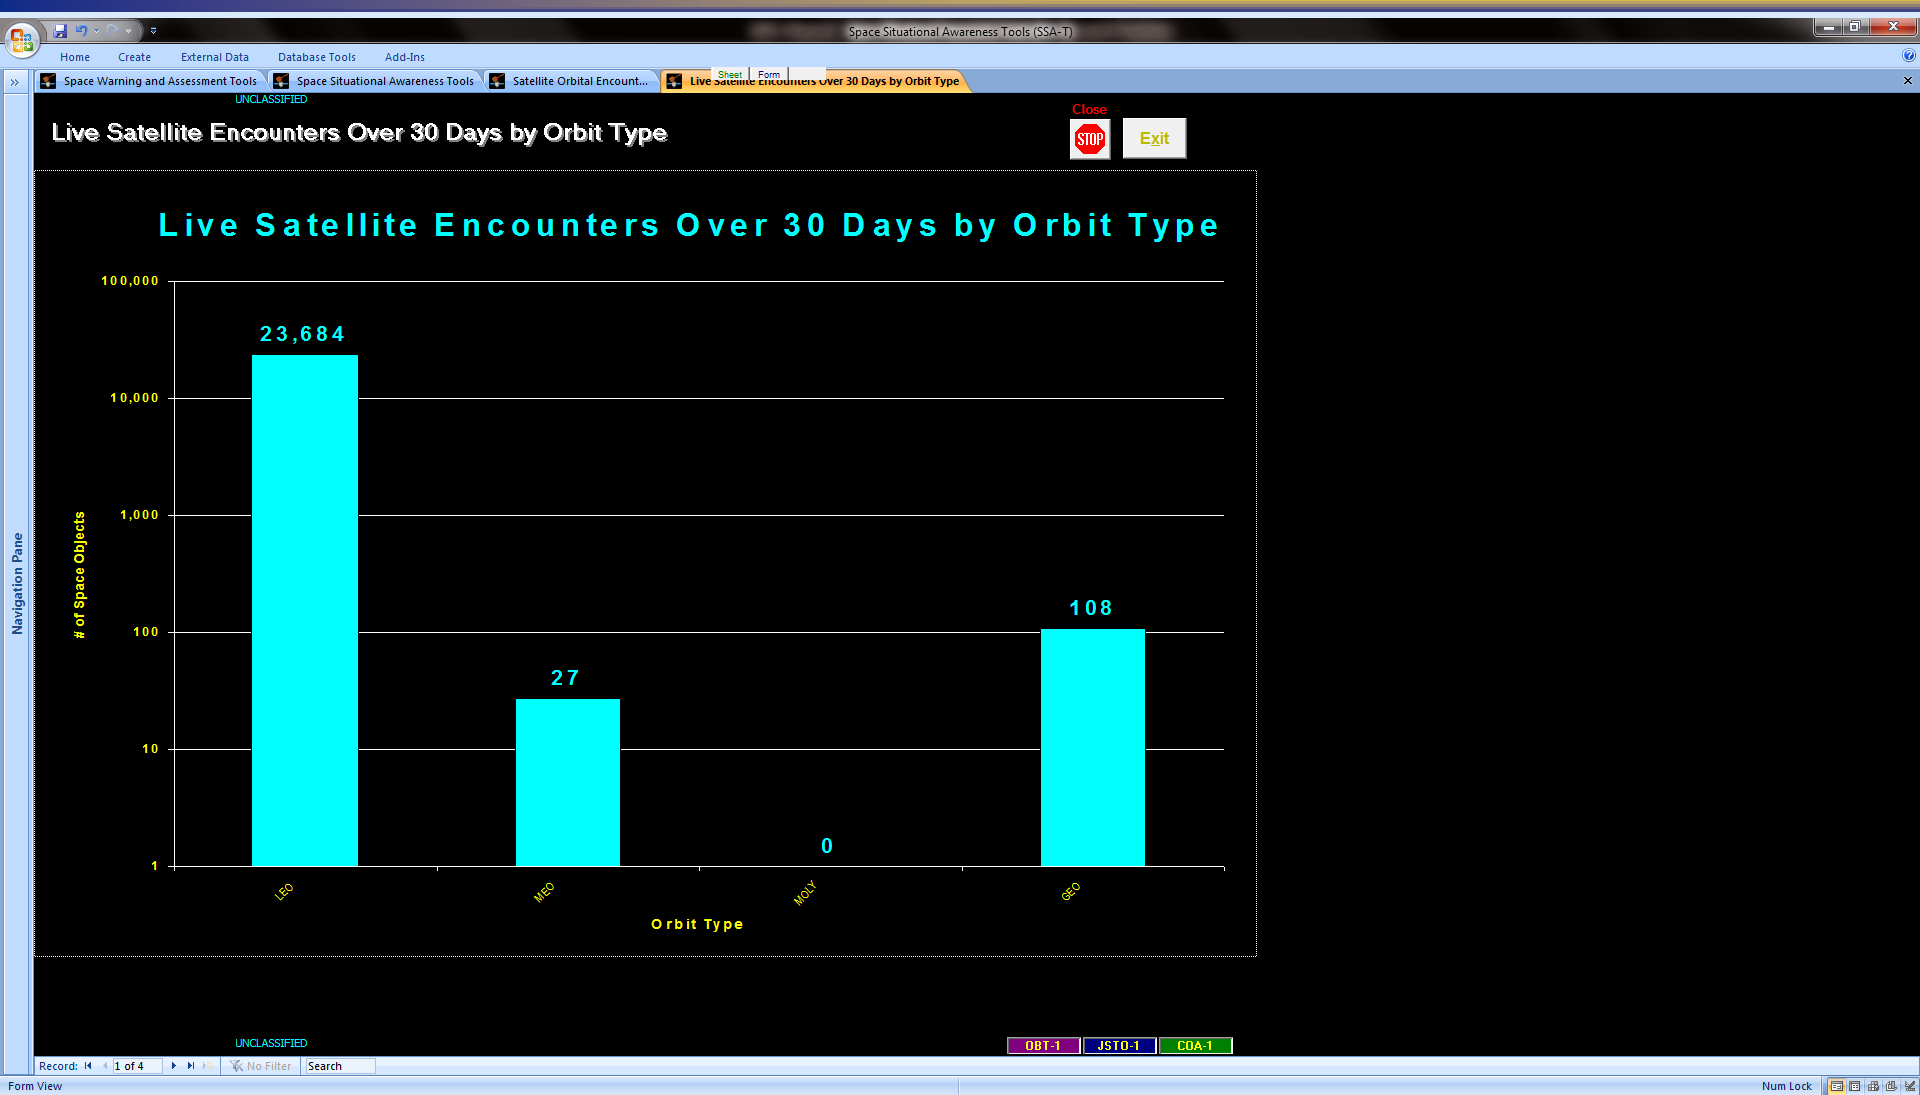 Space Situational Awareness Tools (SSA-T)
Home Create External Data Database Tools Add-Ins
Sheet Form
Space Warning and Assessment Tools Space Situational Awareness Tools Satellite Orbital Encount... Live Satellite Encounters Over 30 Days by Orbit Type
UNCLASSIFIED
Live Satellite Encounters Over 30 Days by Orbit Type
Close
STOP
Exit
Live Satellite Encounters Over 30 Days by Orbit Type
100,000
23,684
10,000
1,000
# of Space Objects
Navigation Pane
108
100
27
10
0
1
LEO MEO MOLY GEO
Orbit Type
UNCLASSIFIED
OBT-1 JSTO-1 COA-1
Record: 1 of 4 No Filter Search
Form View Num Lock